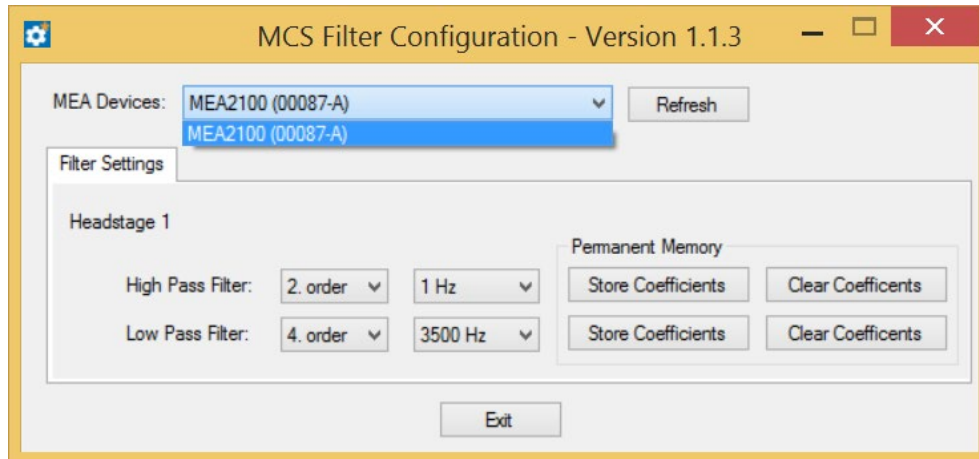 MCS Filter Configuration - Version 1.1.3
MEA Devices: MEA2100 (00087-A) Refresh
MEA2100 (00087-A)
Filter Settings
Headstage 1
Permanent Memory
High Pass Filter: 2. order 1 Hz Store Coefficients Clear Coefficents
Low Pass Filter: 4. order 3500 Hz Store Coefficients Clear Coefficents
Exit